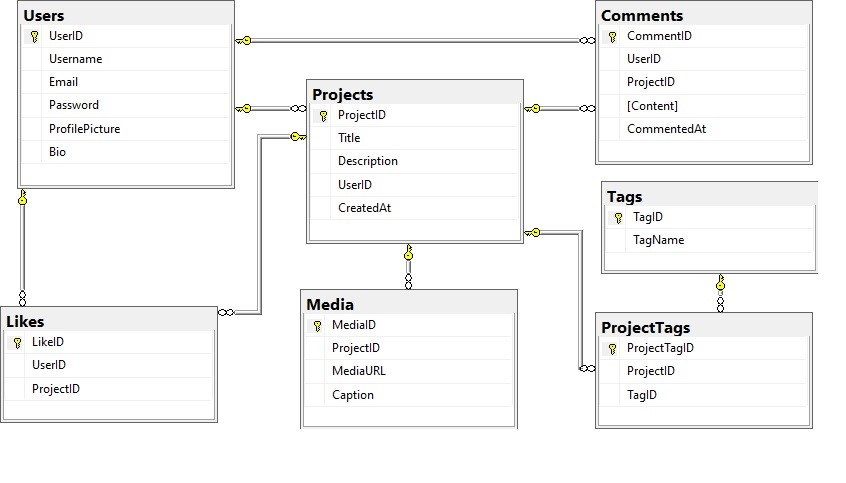 Users
UserID
Username
Email
Password
ProfilePicture
Bio
Comments
CommentID
UserID
ProjectID
[Content]
CommentedAt
Projects
ProjectID
Title
Description
UserID
CreatedAt
Tags
TagID
TagName
Likes
LikeID
UserID
ProjectID
Media
MediaID
ProjectID
MediaURL
Caption
ProjectTags
ProjectTagID
ProjectID
TagID